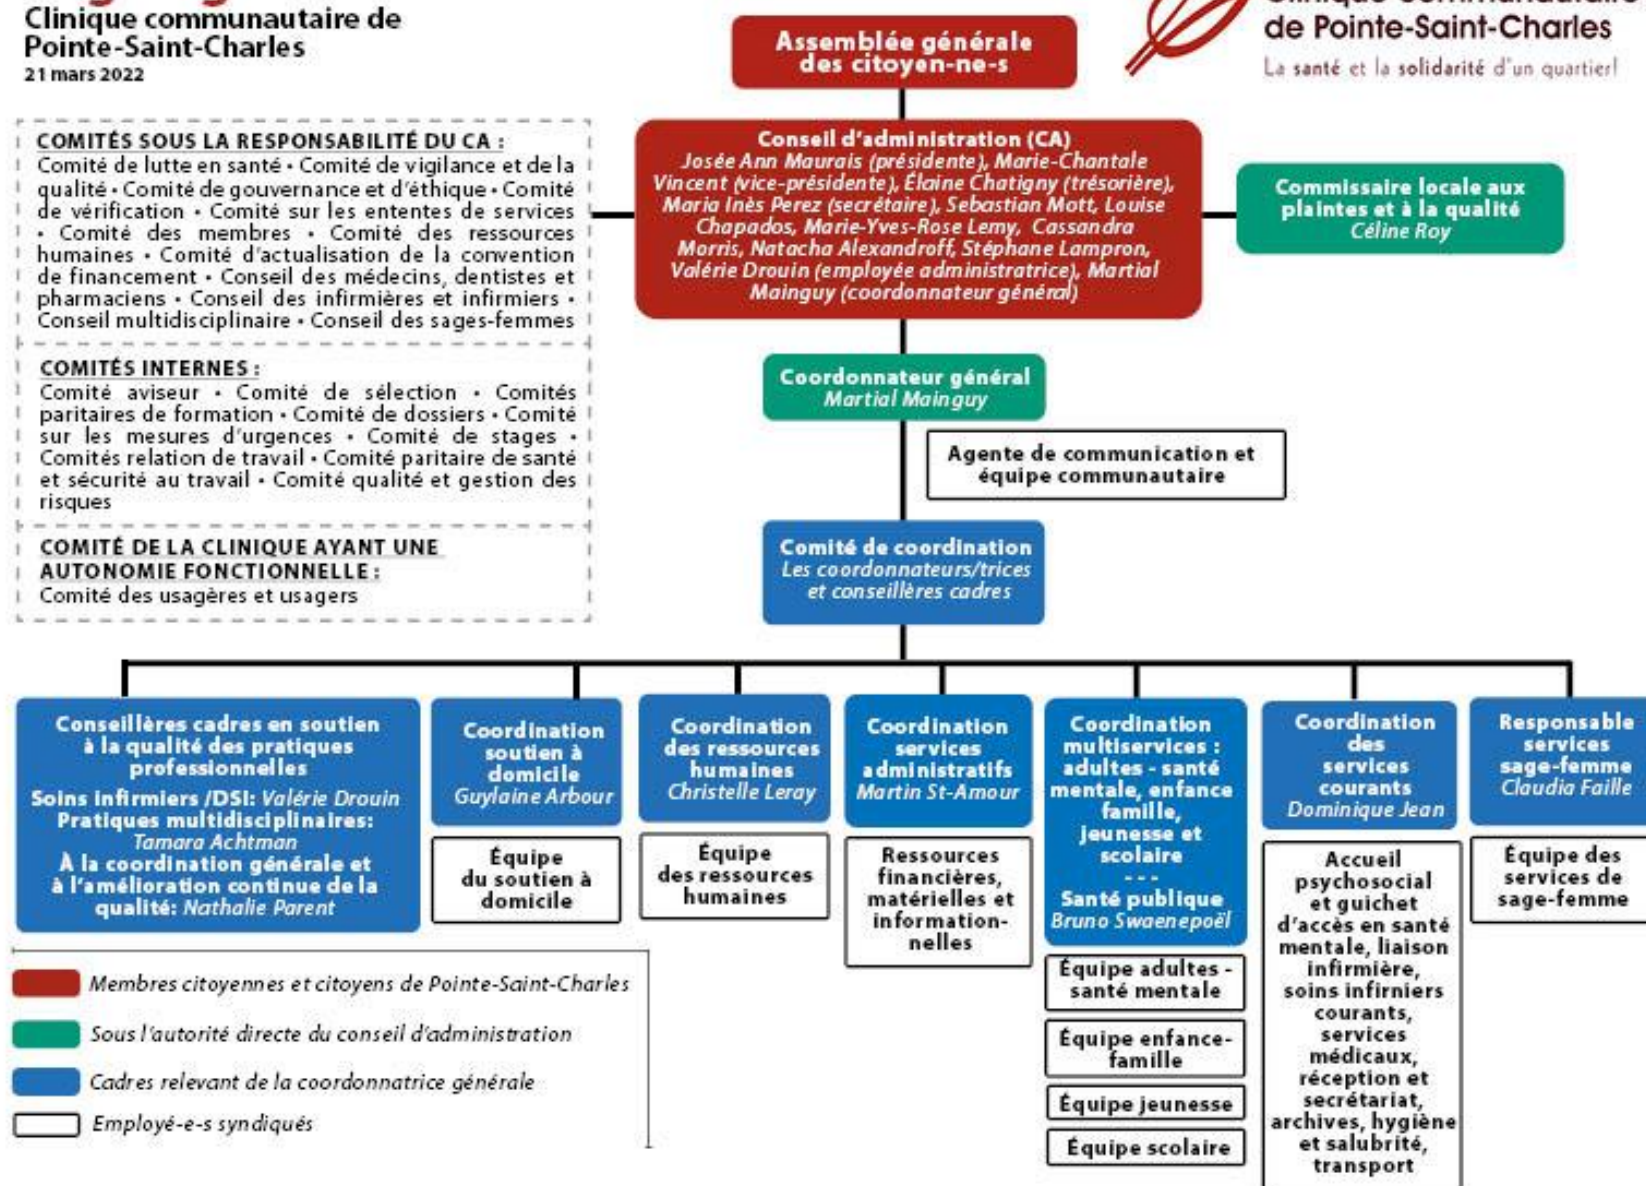 Clinique communautaire de
Pointe-Saint-Charles
21 mars 2022
de Pointe-Saint-Charles
La santé et la solidarité d'un quartier!
Assemblée générale
des citoyen-ne-s
COMITÉS SOUS LA RESPONSABILITÉ DU CA :
Comité de lutte en santé • Comité de vigilance et de la
qualité • Comité de gouvernance et d'éthique • Comité
de vérification • Comité sur les ententes de services
• Comité des membres • Comité des ressources
humaines • Comité d'actualisation de la convention
de financement • Conseil des médecins, dentistes et
pharmaciens • Conseil des infirmières et infirmiers •
Conseil multidisciplinaire • Conseil des sages-femmes
COMITÉS INTERNES :
Comité aviseur • Comité de sélection • Comités
paritaires de formation • Comité de dossiers • Comité
sur les mesures d'urgences • Comité de stages •
Comités relation de travail • Comité paritaire de santé
et sécurité au travail • Comité qualité et gestion des
risques
COMITÉ DE LA CLINIQUE AYANT UNE
AUTONOMIE FONCTIONNELLE :
Comité des usagères et usagers
Conseil d'administration (CA)
Josée Ann Maurais (présidente), Marie-Chantale
Vincent (vice-présidente), Élaine Chatigny (trésorière),
Maria Inès Perez (secrétaire), Sebastian Mott, Louise
Chapados, Marie-Yves-Rose Lemy, Cassandra
Morris, Natacha Alexandroff, Stéphane Lampron,
Valérie Drouin (employée administratrice), Martial
Mainguy (coordonnateur général)
Commissaire locale aux
plaintes et à la qualité
Céline Roy
Coordonnateur général
Martial Mainguy
Agente de communication et
équipe communautaire
Comité de coordination
Les coordonnateurs/trices
et conseillères cadres
Conseillères cadres en soutien
à la qualité des pratiques
professionnelles
Soins infirmiers /DSI: Valérie Drouin
Pratiques multidisciplinaires:
Tamara Achtman
À la coordination générale et
à l'amélioration continue de la
qualité: Nathalie Parent
Coordination
soutien à
domicile
Guylaine Arbour
Équipe
du soutien à
domicile
Coordination
des ressources
humaines
Christelle Leray
Équipe
des ressources
humaines
Coordination
services
administratifs
Martin St-Amour
Ressources
financières,
matérielles et
information-
nelles
Coordination
multiservices :
adultes - santé
mentale, enfance
famille,
jeunesse et
scolaire
---
Santé publique
Bruno Swaenepoël
Équipe adultes -
santé mentale
Équipe enfance-
famille
Équipe jeunesse
Équipe scolaire
Coordination
des
services
courants
Dominique Jean
Accueil
psychosocial
et guichet
d'accès en santé
mentale, liaison
infirmière,
soins infirniers
courants,
services
médicaux,
réception et
secrétariat,
archives, hygiène
et salubrité,
transport
Responsable
services
sage-femme
Claudia Faille
Équipe des
services de
sage-femme
Membres citoyennes et citoyens de Pointe-Saint-Charles
Sous l'autorité directe du conseil d'administration
Cadres relevant de la coordonnatrice générale
Employé-e-s syndiqués